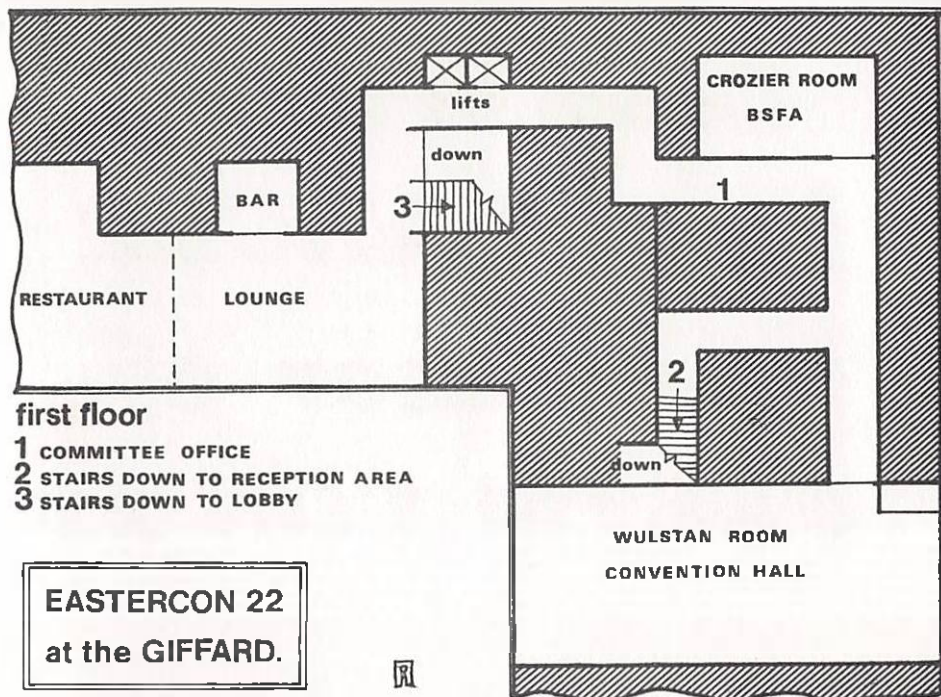 lifts
CROZIER ROOM
BSFA
down
3
BAR
1
RESTAURANT
LOUNGE
2
down
first floor
1 COMMITTEE OFFICE
2 STAIRS DOWN TO RECEPTION AREA
3 STAIRS DOWN TO LOBBY
WULSTAN ROOM
CONVENTION HALL
EASTERCON 22
at the GIFFARD.
R